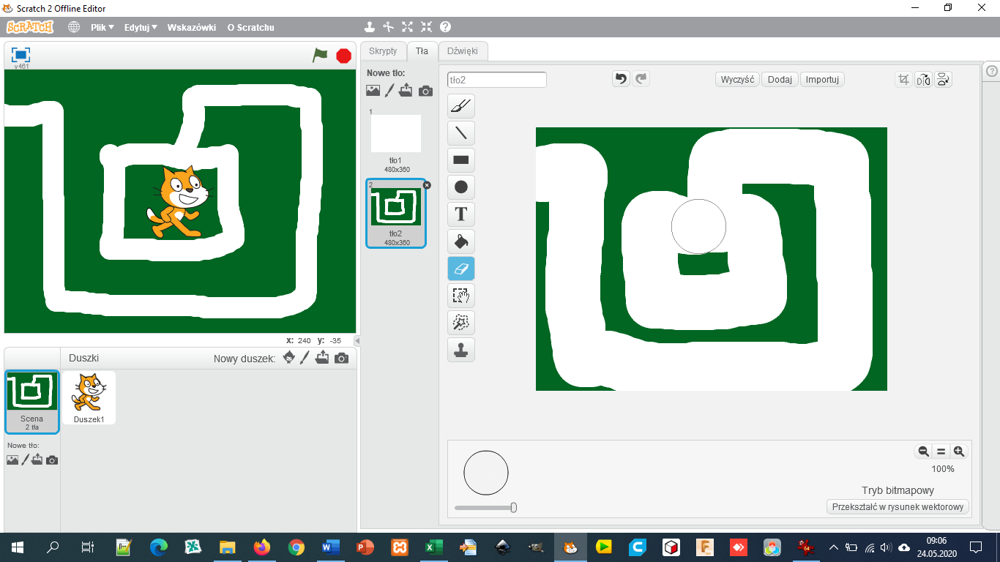 Scratch 2 Offline Editor
SCRATCH
Plik
Edytuj
Wskazówki
O Scratchu
v461
Skrypty
Tła
Dźwięki
Nowe tło:
1
tło1
480x360
2
tło2
480x360
tło2
Wyczyść
Dodaj
Importuj
T
x: 240 y: -35
Duszki
Nowy duszek:
Scena
2 tła
Nowe tło:
Duszek1
100%
Tryb bitmapowy
Przekształć w rysunek wektorowy
09:06
24.05.2020